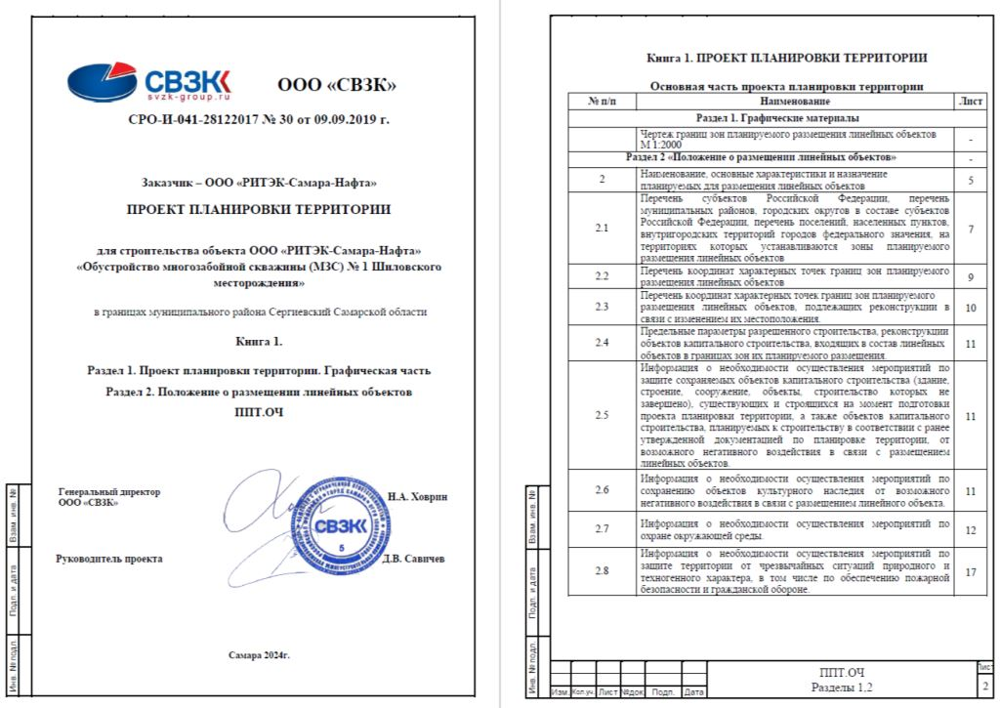 СВЗК
svzk-group.ru
ООО «СВЗК»
СРО-И-041-28122017 № 30 от 09.09.2019 г.
Заказчик – ООО «РИТЭК-Самара-Нафта»
ПРОЕКТ ПЛАНИРОВКИ ТЕРРИТОРИИ
для строительства объекта ООО «РИТЭК-Самара-Нафта»
«Обустройство многозабойной скважины (МЗС) № 1 Шиловского
месторождения»
в границах муниципального района Сергиевский Самарской области
Книга 1.
Раздел 1. Проект планировки территории. Графическая часть
Раздел 2. Положение о размещении линейных объектов
ППТ.ОЧ
Генеральный директор
ООО «СВЗК»
Н.А. Ховрин
СВЗК
5
Руководитель проекта
Д.В. Савичев
Взам. инв. №
Подп. и дата
Инв. № подл.
Самара 2024г.
Книга 1. ПРОЕКТ ПЛАНИРОВКИ ТЕРРИТОРИИ
Основная часть проекта планировки территории
№ п/п Наименование Лист
Раздел 1. Графические материалы
Чертеж границ зон планируемого размещения линейных объектов
М 1:2000 -
Раздел 2 «Положение о размещении линейных объектов» -
2 Наименование, основные характеристики и назначение
планируемых для размещения линейных объектов 5
Перечень субъектов Российской Федерации, перечень
муниципальных районов, городских округов в составе субъектов
2.1 Российской Федерации, перечень поселений, населенных пунктов, 7
внутригородских территорий городов федерального значения, на
территориях которых устанавливаются зоны планируемого
размещения линейных объектов
2.2 Перечень координат характерных точек границ зон планируемого
размещения линейных объектов 9
Перечень координат характерных точек границ зон планируемого
2.3 размещения линейных объектов, подлежащих реконструкции в 10
связи с изменением их местоположения.
Предельные параметры разрешенного строительства, реконструкции
2.4 объектов капитального строительства, входящих в состав линейных 11
объектов в границах зон их планируемого размещения.
Информация о необходимости осуществления мероприятий по
защите сохраняемых объектов капитального строительства (здание,
строение, сооружение, объекты, строительство которых не
завершено), существующих и строящихся на момент подготовки
2.5 проекта планировки территории, а также объектов капитального 11
строительства, планируемых к строительству в соответствии с ранее
утвержденной документацией по планировке территории, от
возможного негативного воздействия в связи с размещением
линейных объектов.
Информация о необходимости осуществления мероприятий по
2.6 сохранению объектов культурного наследия от возможного 11
негативного воздействия в связи с размещением линейного объекта.
2.7 Информация о необходимости осуществления мероприятий по
охране окружающей среды. 12
Информация о необходимости осуществления мероприятий по
2.8 защите территории от чрезвычайных ситуаций природного и 17
техногенного характера, в том числе по обеспечению пожарной
безопасности и гражданской обороне.
Взам. инв. №
Подп. и дата
Инв. № подл.
Изм. Кол.уч. Лист №док. Подп. Дата
ППТ.ОЧ
Разделы 1,2
Лист
2